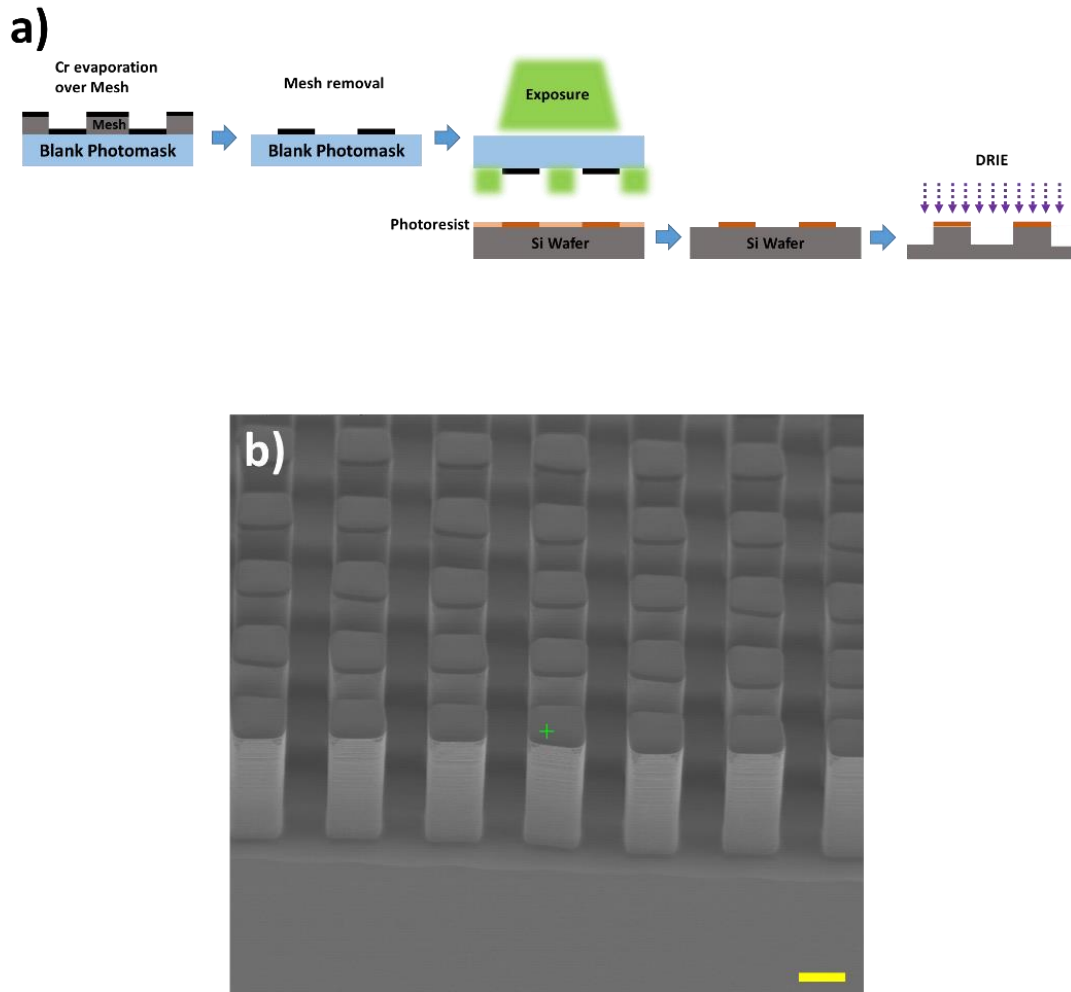 a)
Cr evaporation
over Mesh
Mesh
Blank Photomask
Mesh removal
Blank Photomask
Exposure
Photoresist
Si Wafer
Si Wafer
DRIE
b)